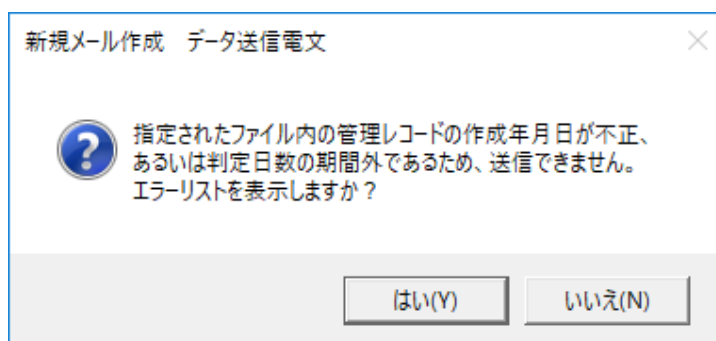 新規メール作成　データ送信電文
指定されたファイル内の管理レコードの作成年月日が不正、
あるいは判定日数の期間外であるため、送信できません。
エラーリストを表示しますか？
はい(Y)
いいえ(N)